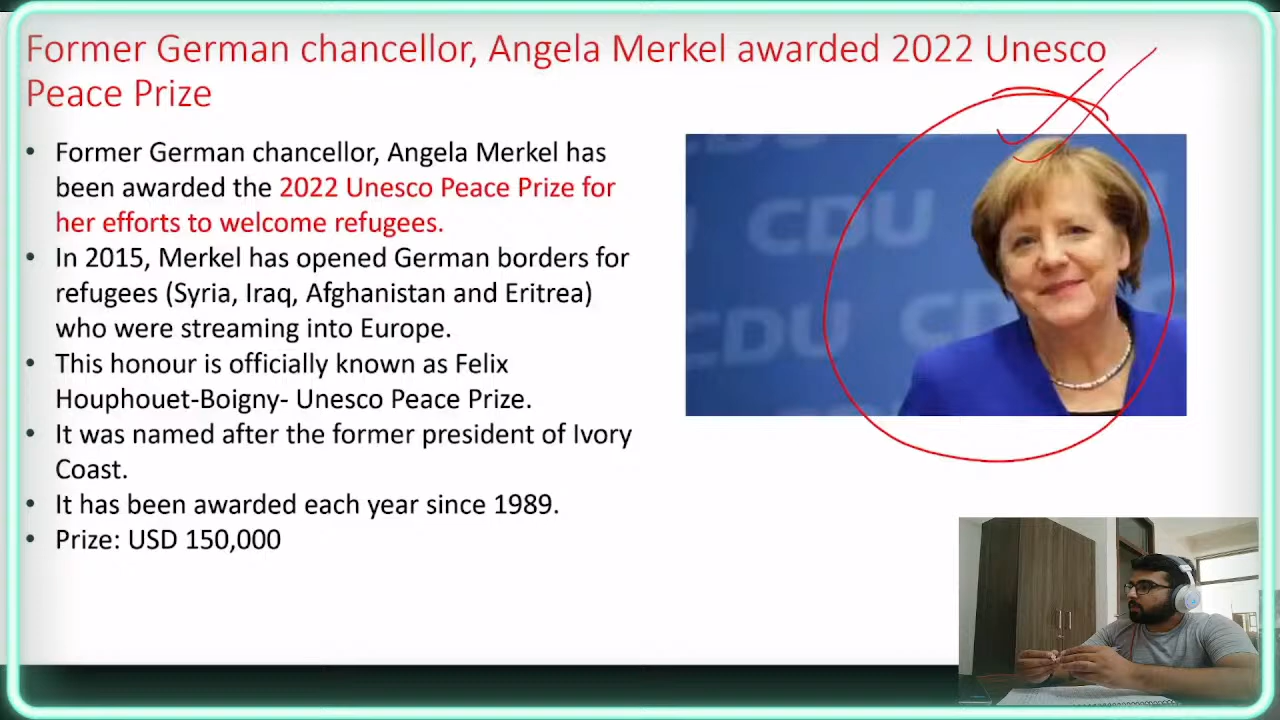 Former German chancellor, Angela Merkel awarded 2022 Unesco
Peace Prize
• Former German chancellor, Angela Merkel has
been awarded the 2022 Unesco Peace Prize for
her efforts to welcome refugees.
• In 2015, Merkel has opened German borders for
refugees (Syria, Iraq, Afghanistan and Eritrea)
who were streaming into Europe.
• This honour is officially known as Felix
Houphouet-Boigny- Unesco Peace Prize.
• It was named after the former president of Ivory
Coast.
• It has been awarded each year since 1989.
• Prize: USD 150,000
CDU
CDU
CDU